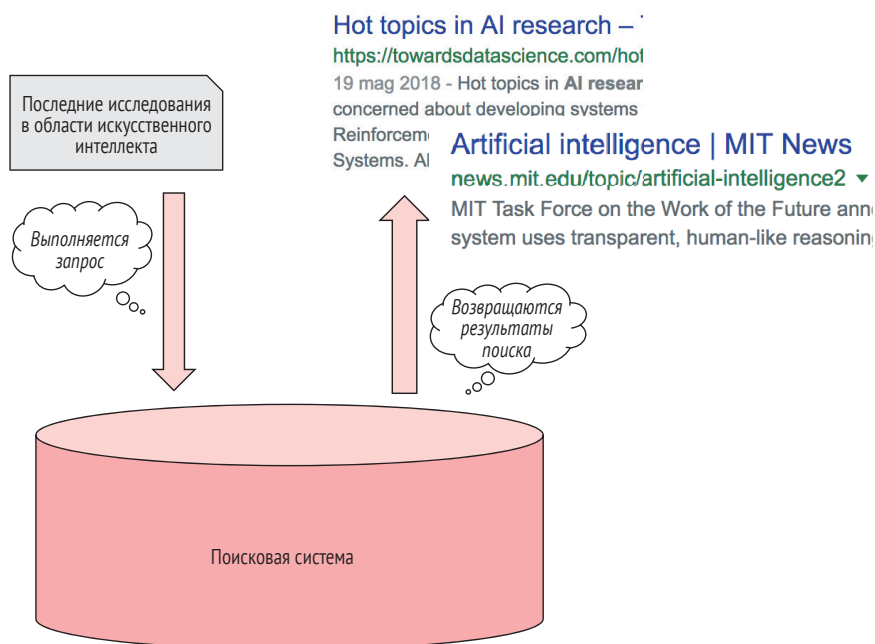 Hot topics in AI research –
https://towardsdatascience.com/hot
19 mag 2018 - Hot topics in AI resear
concerned about developing systems
Reinforcem
Systems. AI
Artificial intelligence | MIT News
news.mit.edu/topic/artificial-intelligence2
MIT Task Force on the Work of the Future ann
system uses transparent, human-like reasoning
Последние исследования
в области искусственного
интеллекта
Выполняется
запрос
Возвращаются
результаты
поиска
Поисковая система